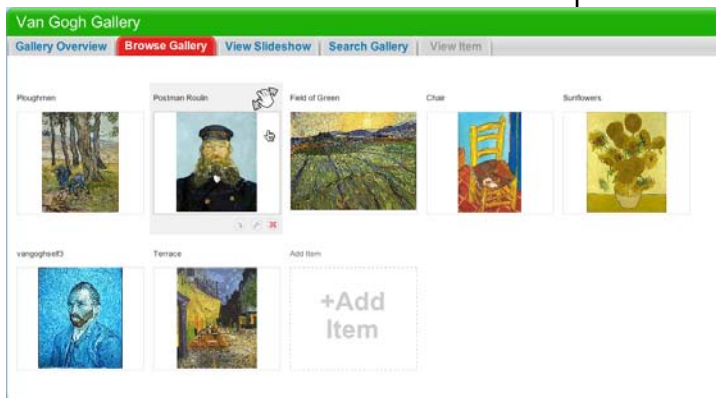 Van Gogh Gallery
Gallery Overview | Browse Gallery | View Slideshow | Search Gallery | View Item |
Ploughmen Postman Roulin Field of Green Chair Sunflowers
vangoghself3 Terrace Add Item
+Add
Item